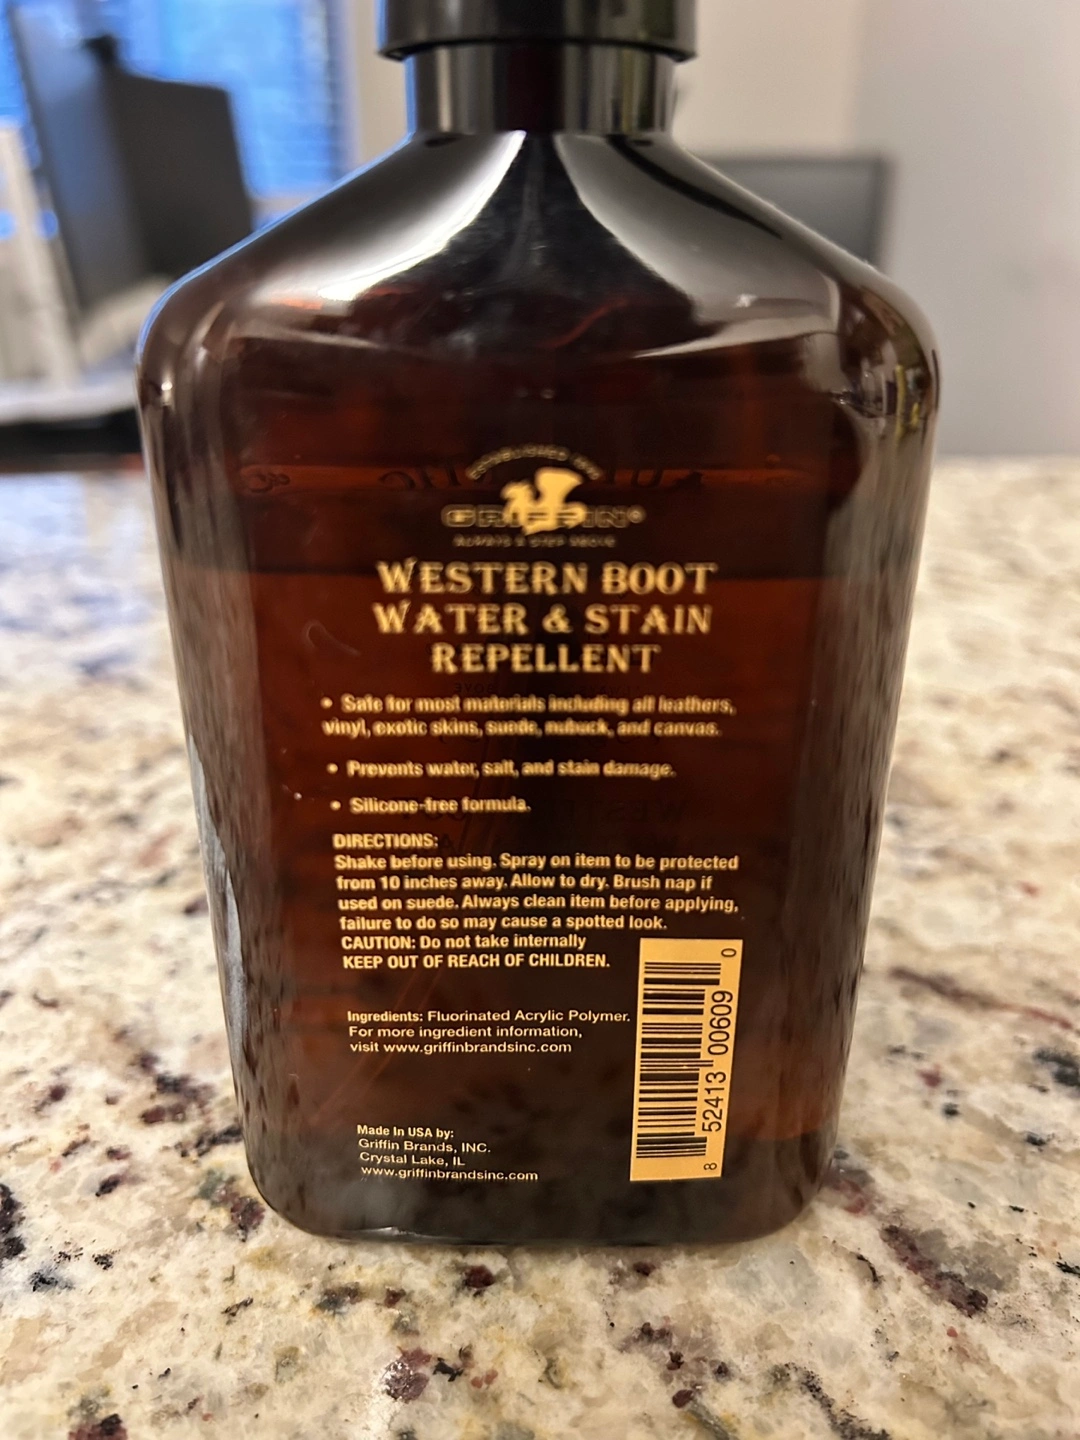 ESTABLISHED 1890
GRIFFIN®
ALWAYS A STEP ABOVE
WESTERN BOOT
WATER & STAIN
REPELLENT
• Safe for most materials including all leathers,
vinyl, exotic skins, suede, nubuck, and canvas.
• Prevents water, salt, and stain damage.
• Silicone-free formula.
DIRECTIONS:
Shake before using. Spray on item to be protected
from 10 inches away. Allow to dry. Brush nap if
used on suede. Always clean item before applying,
failure to do so may cause a spotted look.
CAUTION: Do not take internally
KEEP OUT OF REACH OF CHILDREN.
Ingredients: Fluorinated Acrylic Polymer.
For more ingredient information,
visit www.griffinbrandsinc.com
8 52413 00609 0
Made In USA by:
Griffin Brands, INC.
Crystal Lake, IL
www.griffinbrandsinc.com